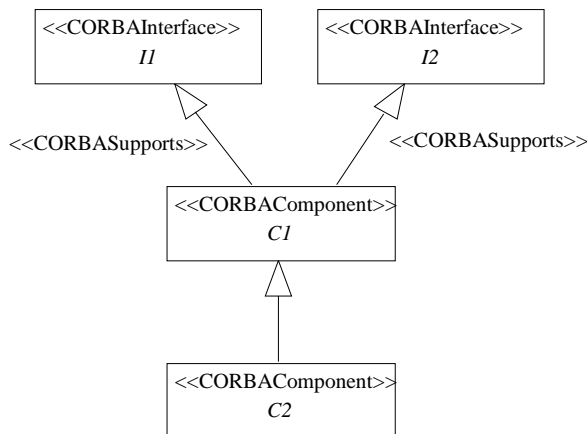 <<CORBAInterface>>
I1
<<CORBAInterface>>
I2
<<CORBASupports>>
<<CORBASupports>>
<<CORBAComponent>>
C1
<<CORBAComponent>>
C2